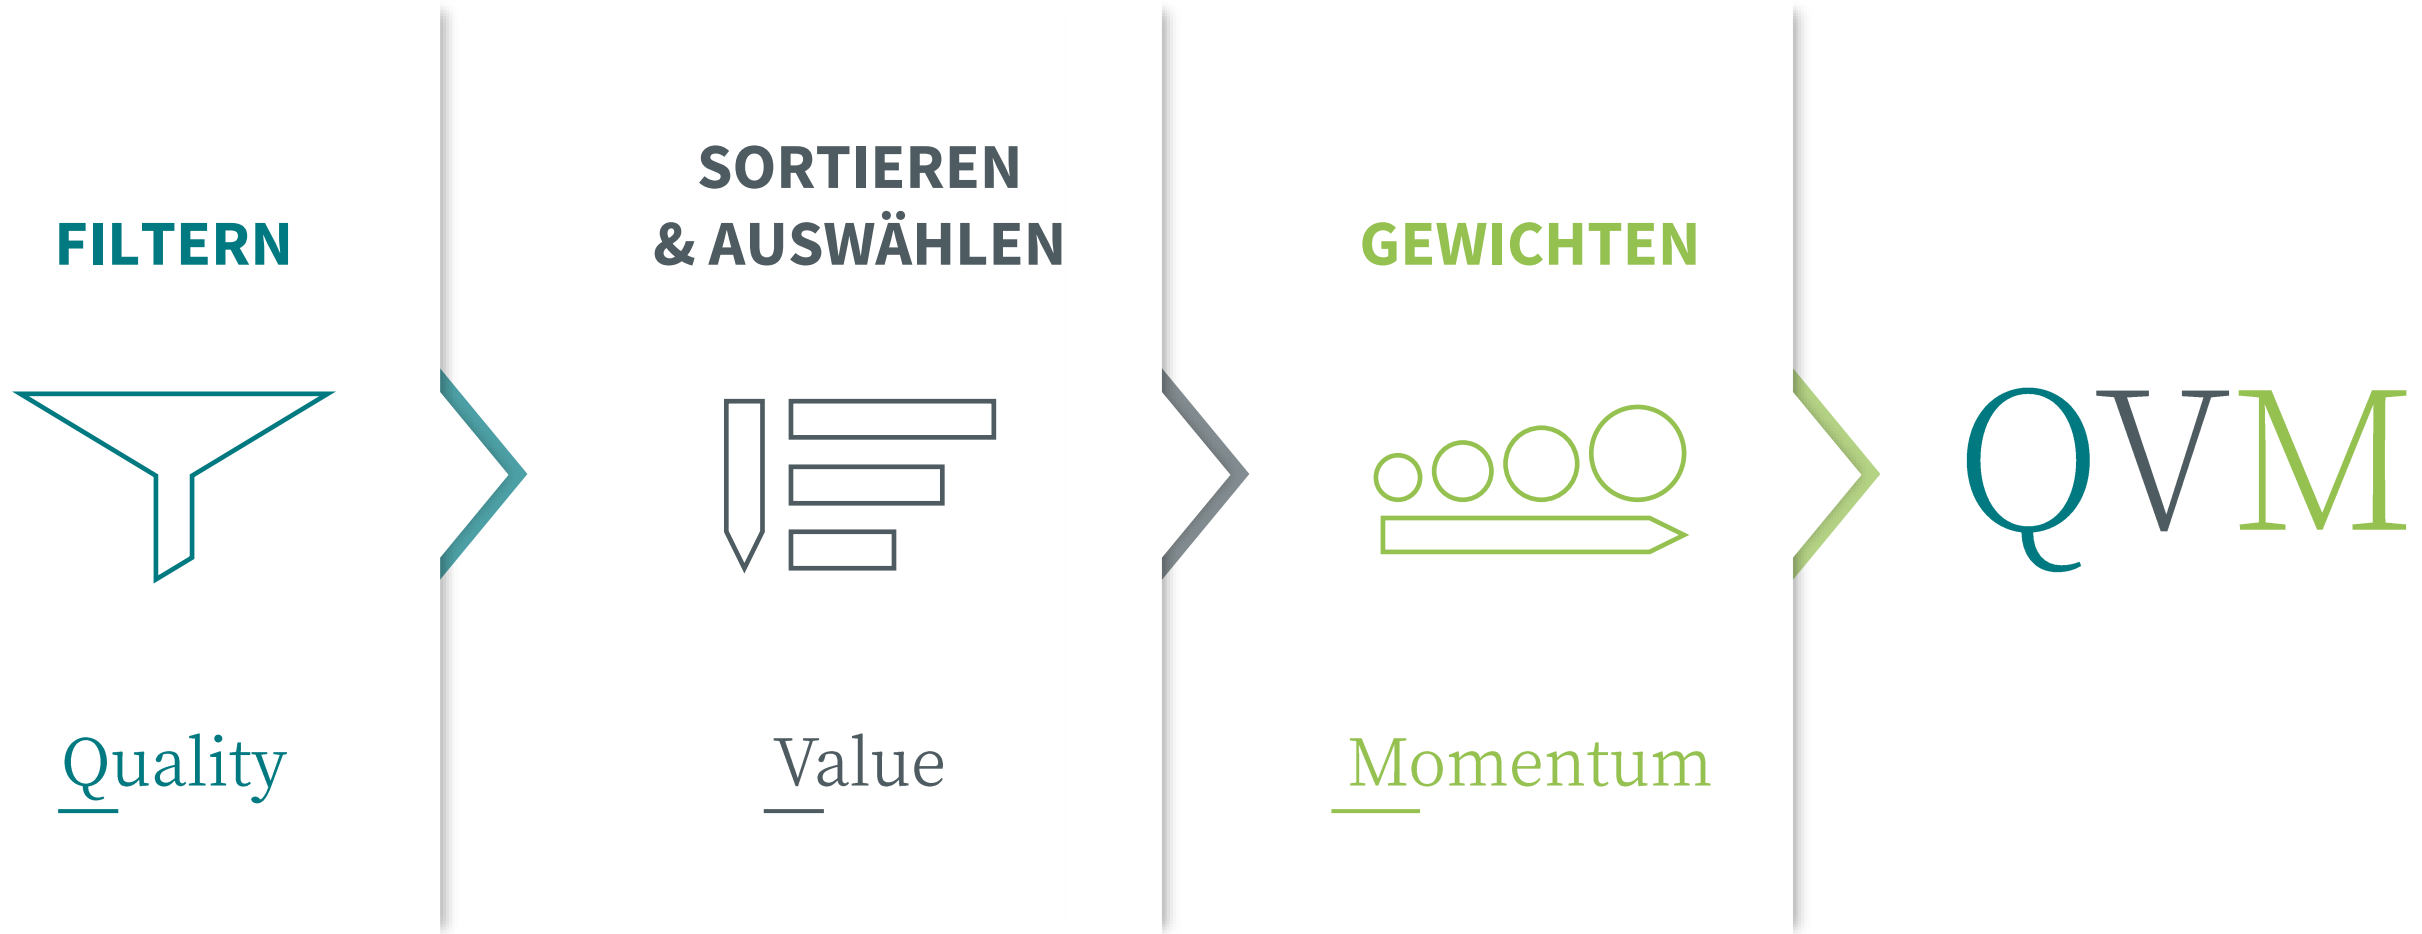 FILTERN
Quality
SORTIEREN
& AUSWÄHLEN
Value
GEWICHTEN
Momentum
QVM